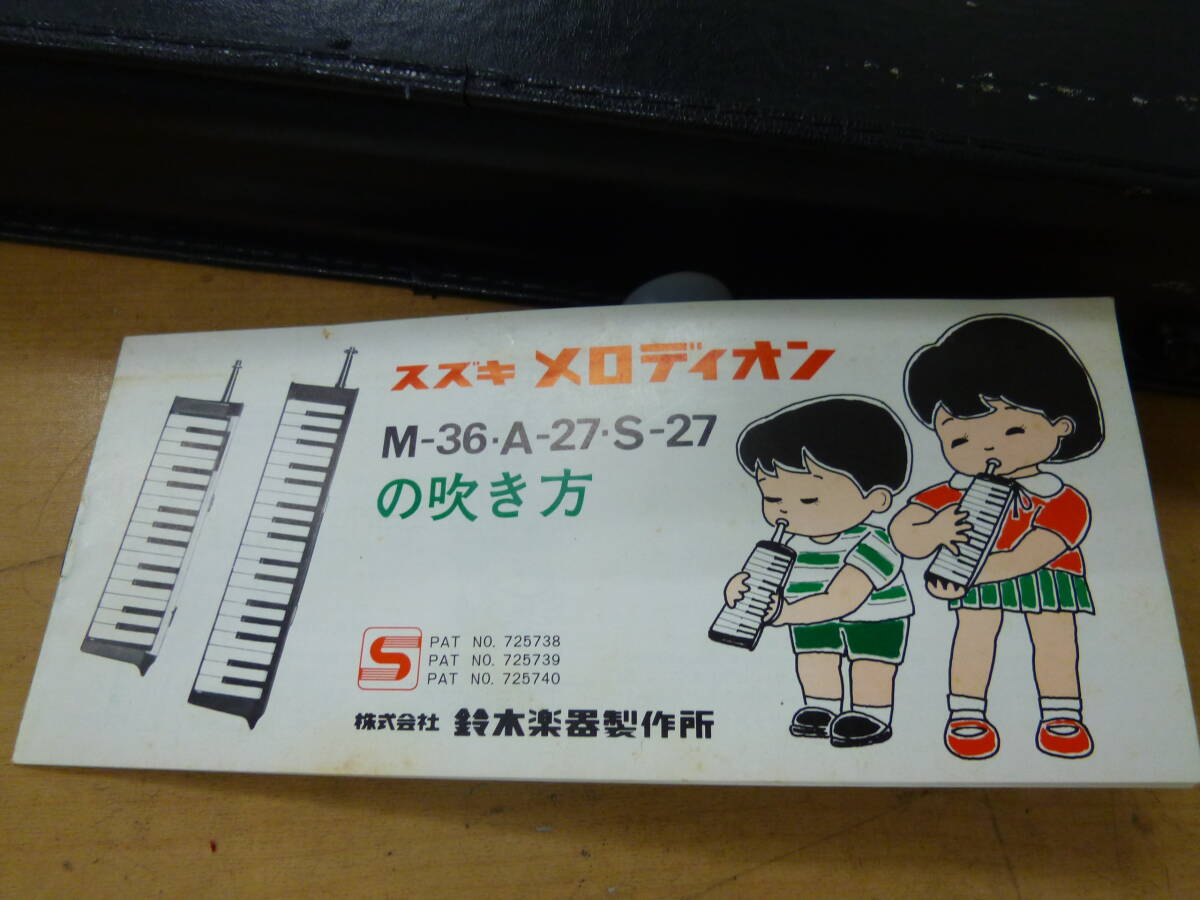 スズキ メロディオン
M-36・A-27・S-27
の吹き方
S
PAT NO. 725738
PAT NO. 725739
PAT NO. 725740
株式会社 鈴木楽器製作所